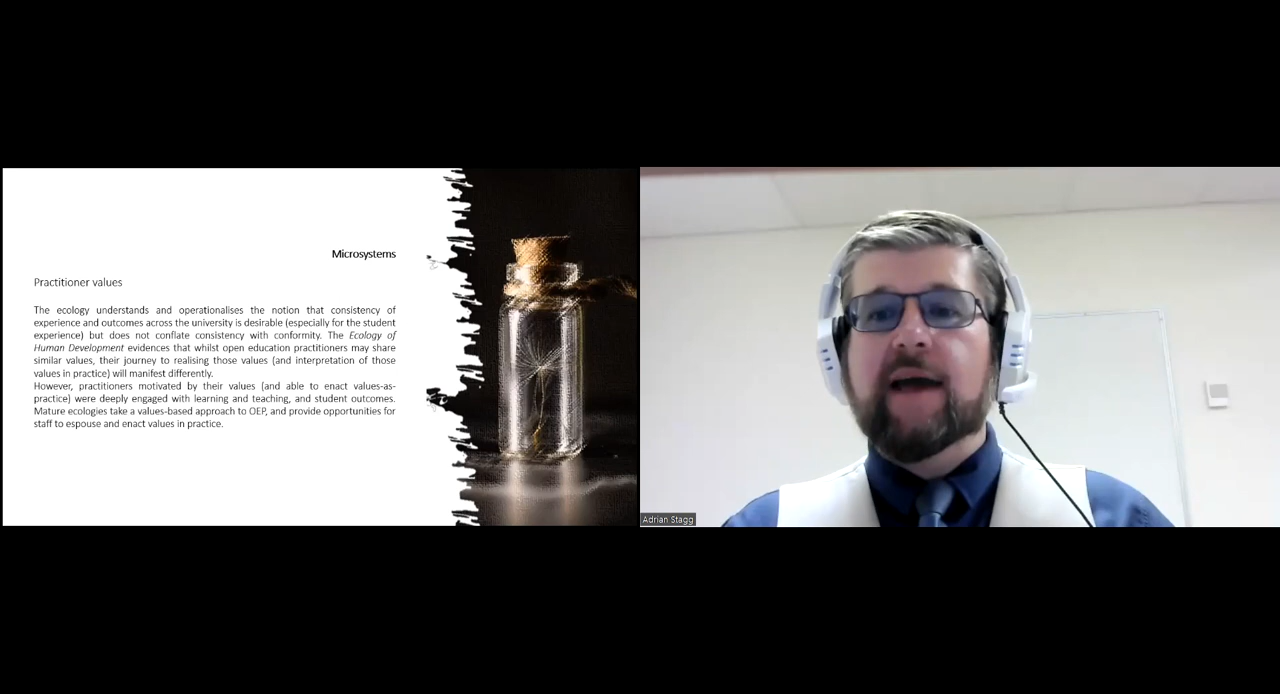 Microsystems
Practitioner values
The ecology understands and operationalises the notion that consistency of
experience and outcomes across the university is desirable (especially for the student
experience) but does not conflate consistency with conformity. The Ecology of
Human Development evidences that whilst open education practitioners may share
similar values, their journey to realising those values (and interpretation of those
values in practice) will manifest differently.
However, practitioners motivated by their values (and able to enact values-as-
practice) were deeply engaged with learning and teaching, and student outcomes.
Mature ecologies take a values-based approach to OEP, and provide opportunities for
staff to espouse and enact values in practice.
Adrian Stagg